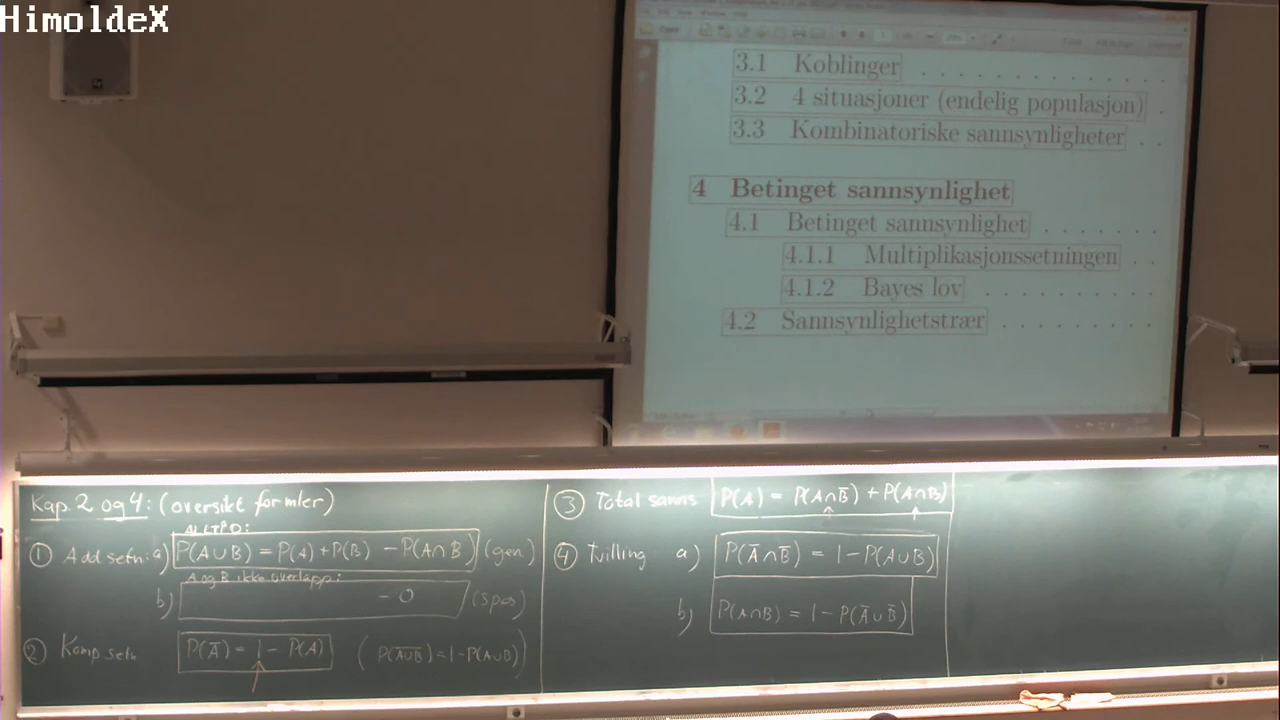 HimoldeX
3.1 Koblinger . . . . . . . . . . . . .
3.2 4 situasjoner (endelig populasjon) .
3.3 Kombinatoriske sannsynligheter . .
4 Betinget sannsynlighet
4.1 Betinget sannsynlighet . . . . . . .
4.1.1 Multiplikasjonssetningen . .
4.1.2 Bayes lov . . . . . . . . . .
4.2 Sannsynlighetstrær . . . . . . . . .
Kap. 2 og 4: (oversikt formler)
ALLTID:
① Add setn: a) P(A∪B) = P(A) + P(B) - P(A∩B) (gen)
A og B ikke overlapp:
b) - 0 (spes)
② Komp setn P(A̅) = 1 - P(A) (P(A̅∪̅B̅) = 1 - P(A∪B))
③ Total sanns P(A) = P(A∩B̅) + P(A∩B)
④ Tvilling a) P(A̅∩B̅) = 1 - P(A∪B)
b) P(A∩B) = 1 - P(A̅∪B̅)